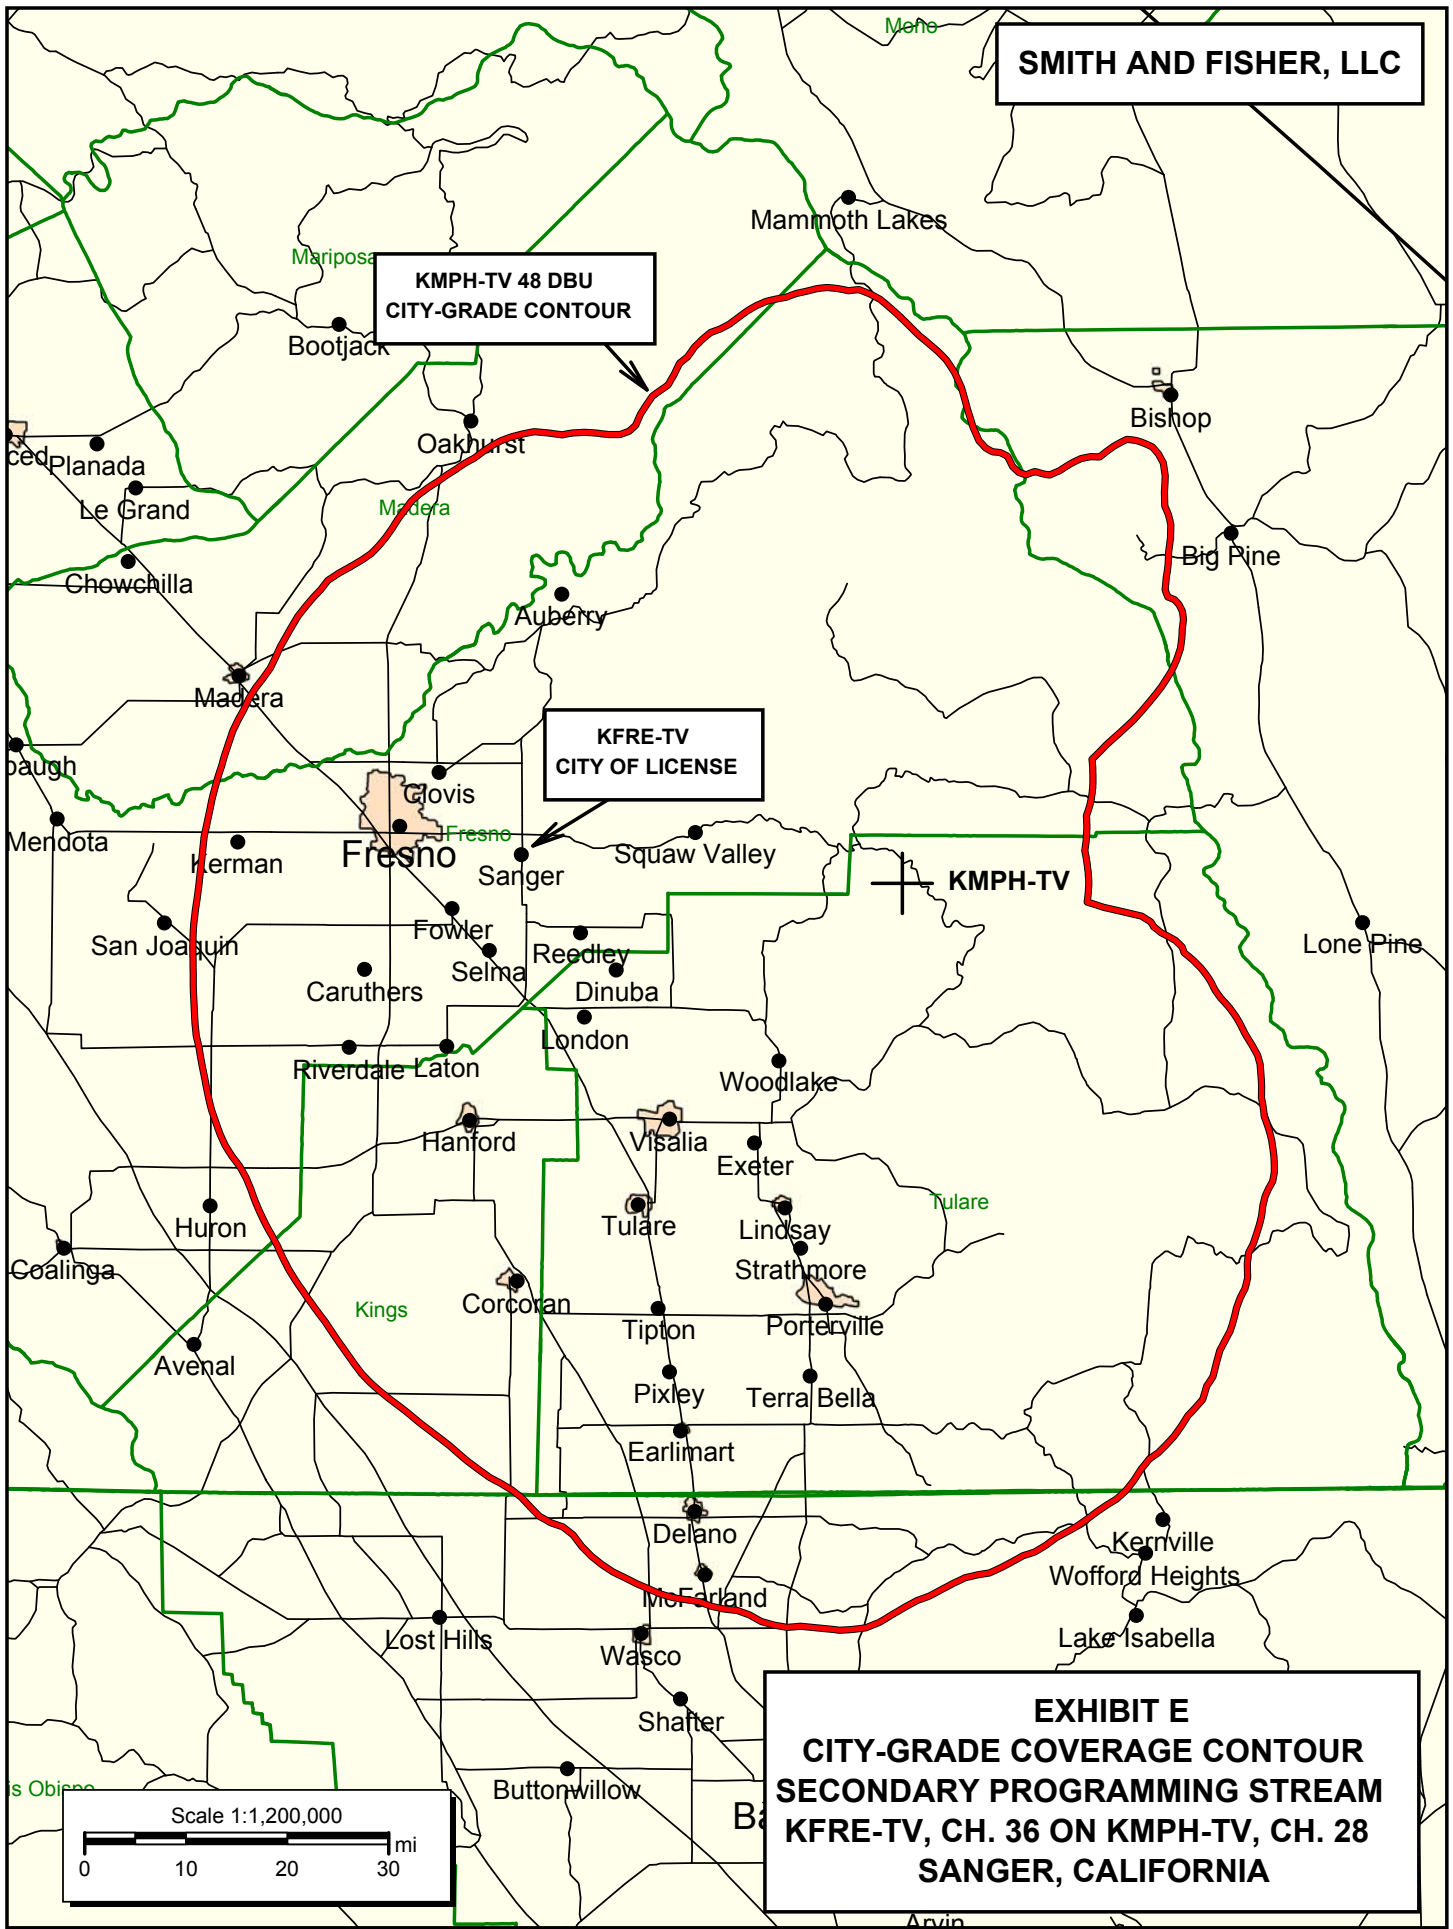 Mono
SMITH AND FISHER, LLC
Mammoth Lakes
Mariposa
KMPH-TV 48 DBU
CITY-GRADE CONTOUR
Bootjack
Bishop
Oakhurst
ced
Planada
Le Grand
Madera
Big Pine
Chowchilla
Auberry
Madera
KFRE-TV
CITY OF LICENSE
baugh
Clovis
Mendota
Fresno
Kerman
Fresno
Squaw Valley
Sanger
KMPH-TV
Fowler
San Joaquin
Reedley
Lone Pine
Selma
Caruthers
Dinuba
London
Riverdale
Laton
Woodlake
Hanford
Visalia
Exeter
Tulare
Huron
Tulare
Lindsay
Coalinga
Strathmore
Kings
Corcoran
Tipton
Porterville
Avenal
Pixley
Terra Bella
Earlimart
Delano
Kernville
Wofford Heights
McFarland
Lost Hills
Lake Isabella
Wasco
Shafter
EXHIBIT E
CITY-GRADE COVERAGE CONTOUR
SECONDARY PROGRAMMING STREAM
KFRE-TV, CH. 36 ON KMPH-TV, CH. 28
SANGER, CALIFORNIA
is Obispo
Buttonwillow
Ba
Scale 1:1,200,000
mi
0 10 20 30
Arvin